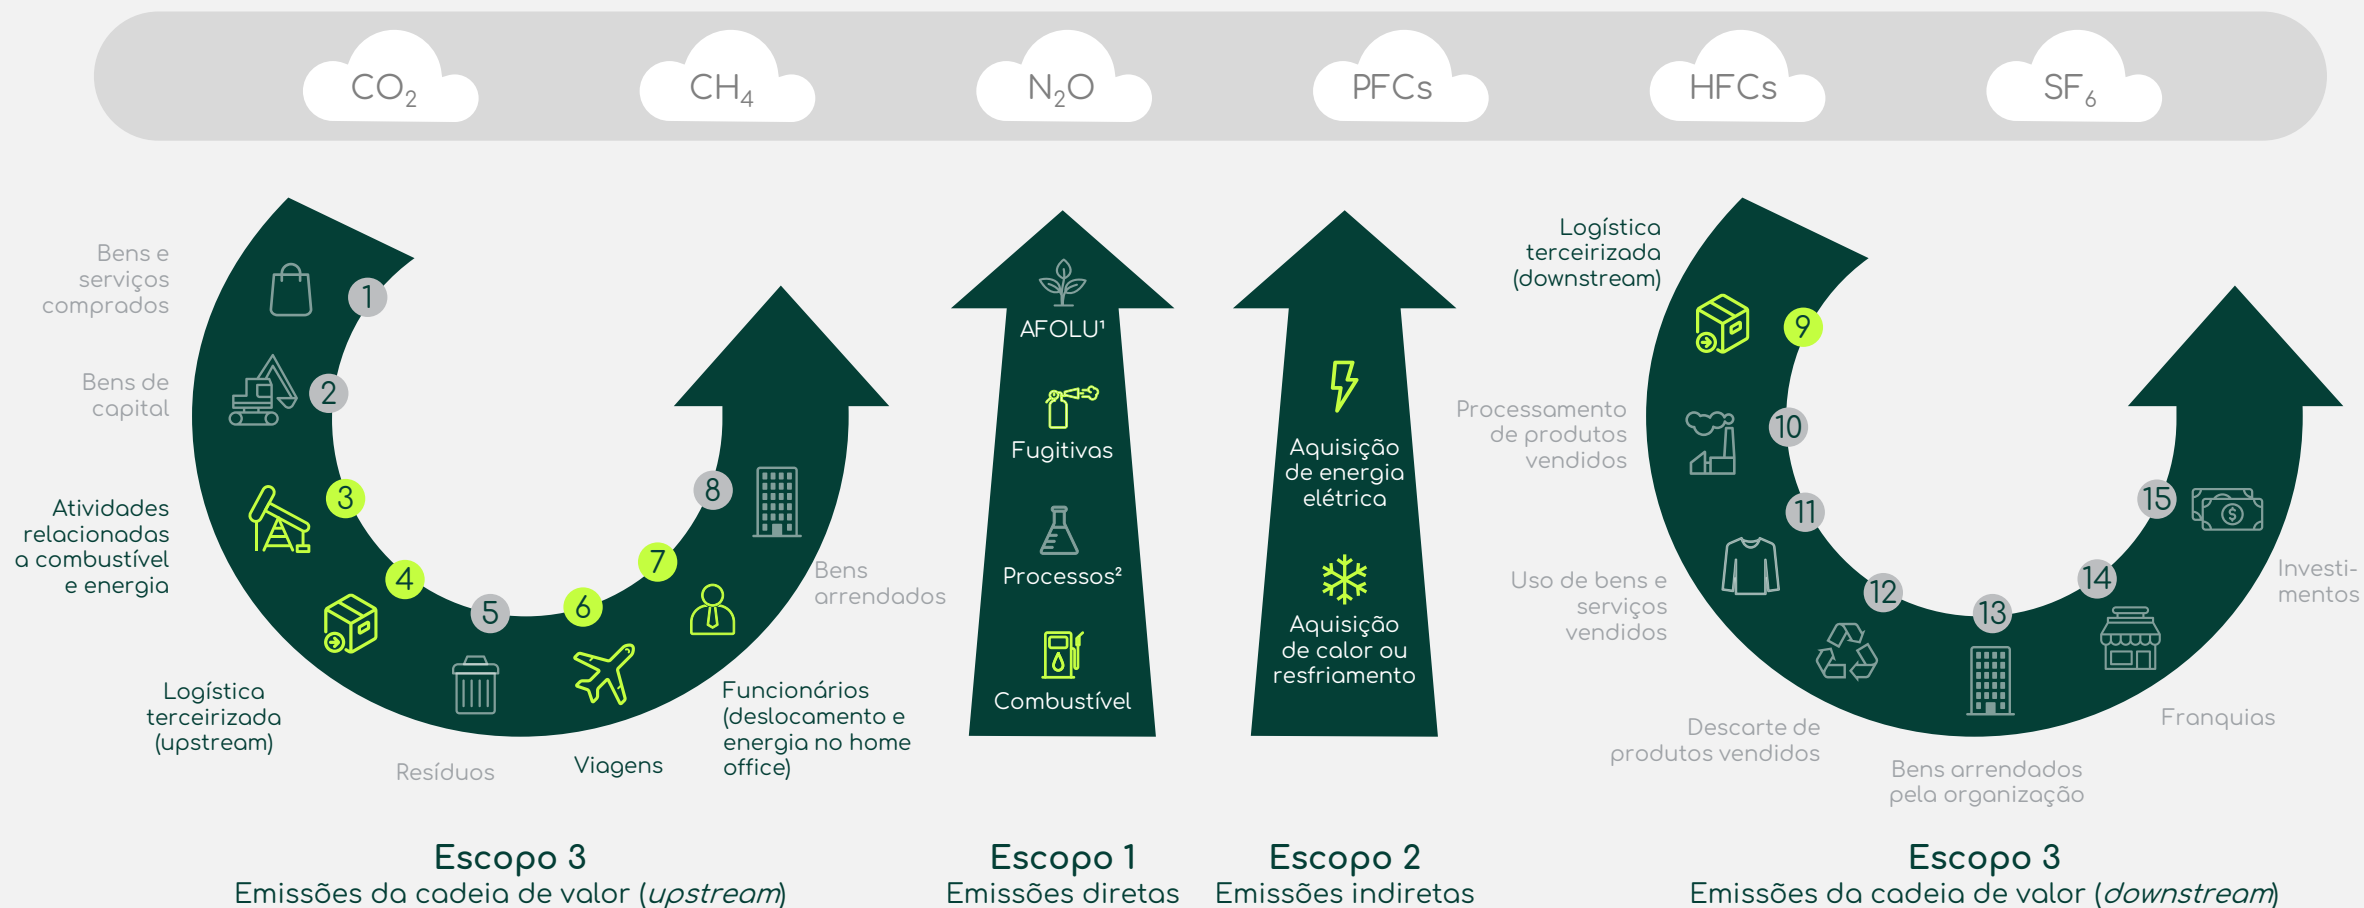 CO₂
CH₄
N₂O
PFCs
HFCs
SF₆
Bens e
serviços
comprados
1
Bens de
capital
2
Atividades
relacionadas
a combustível
e energia
3
4
Logística
terceirizada
(upstream)
5
Resíduos
6
Viagens
7
Funcionários
(deslocamento e
energia no home
office)
8
Bens
arrendados
Escopo 3
Emissões da cadeia de valor (upstream)
AFOLU¹
Fugitivas
Processos²
Combustível
Escopo 1
Emissões diretas
Aquisição
de energia
elétrica
Aquisição
de calor ou
resfriamento
Escopo 2
Emissões indiretas
Logística
terceirizada
(downstream)
9
Processamento
de produtos
vendidos
10
11
Uso de bens e
serviços
vendidos
12
Descarte de
produtos vendidos
13
Bens arrendados
pela organização
14
Franquias
15
$
Investi-
mentos
Escopo 3
Emissões da cadeia de valor (downstream)